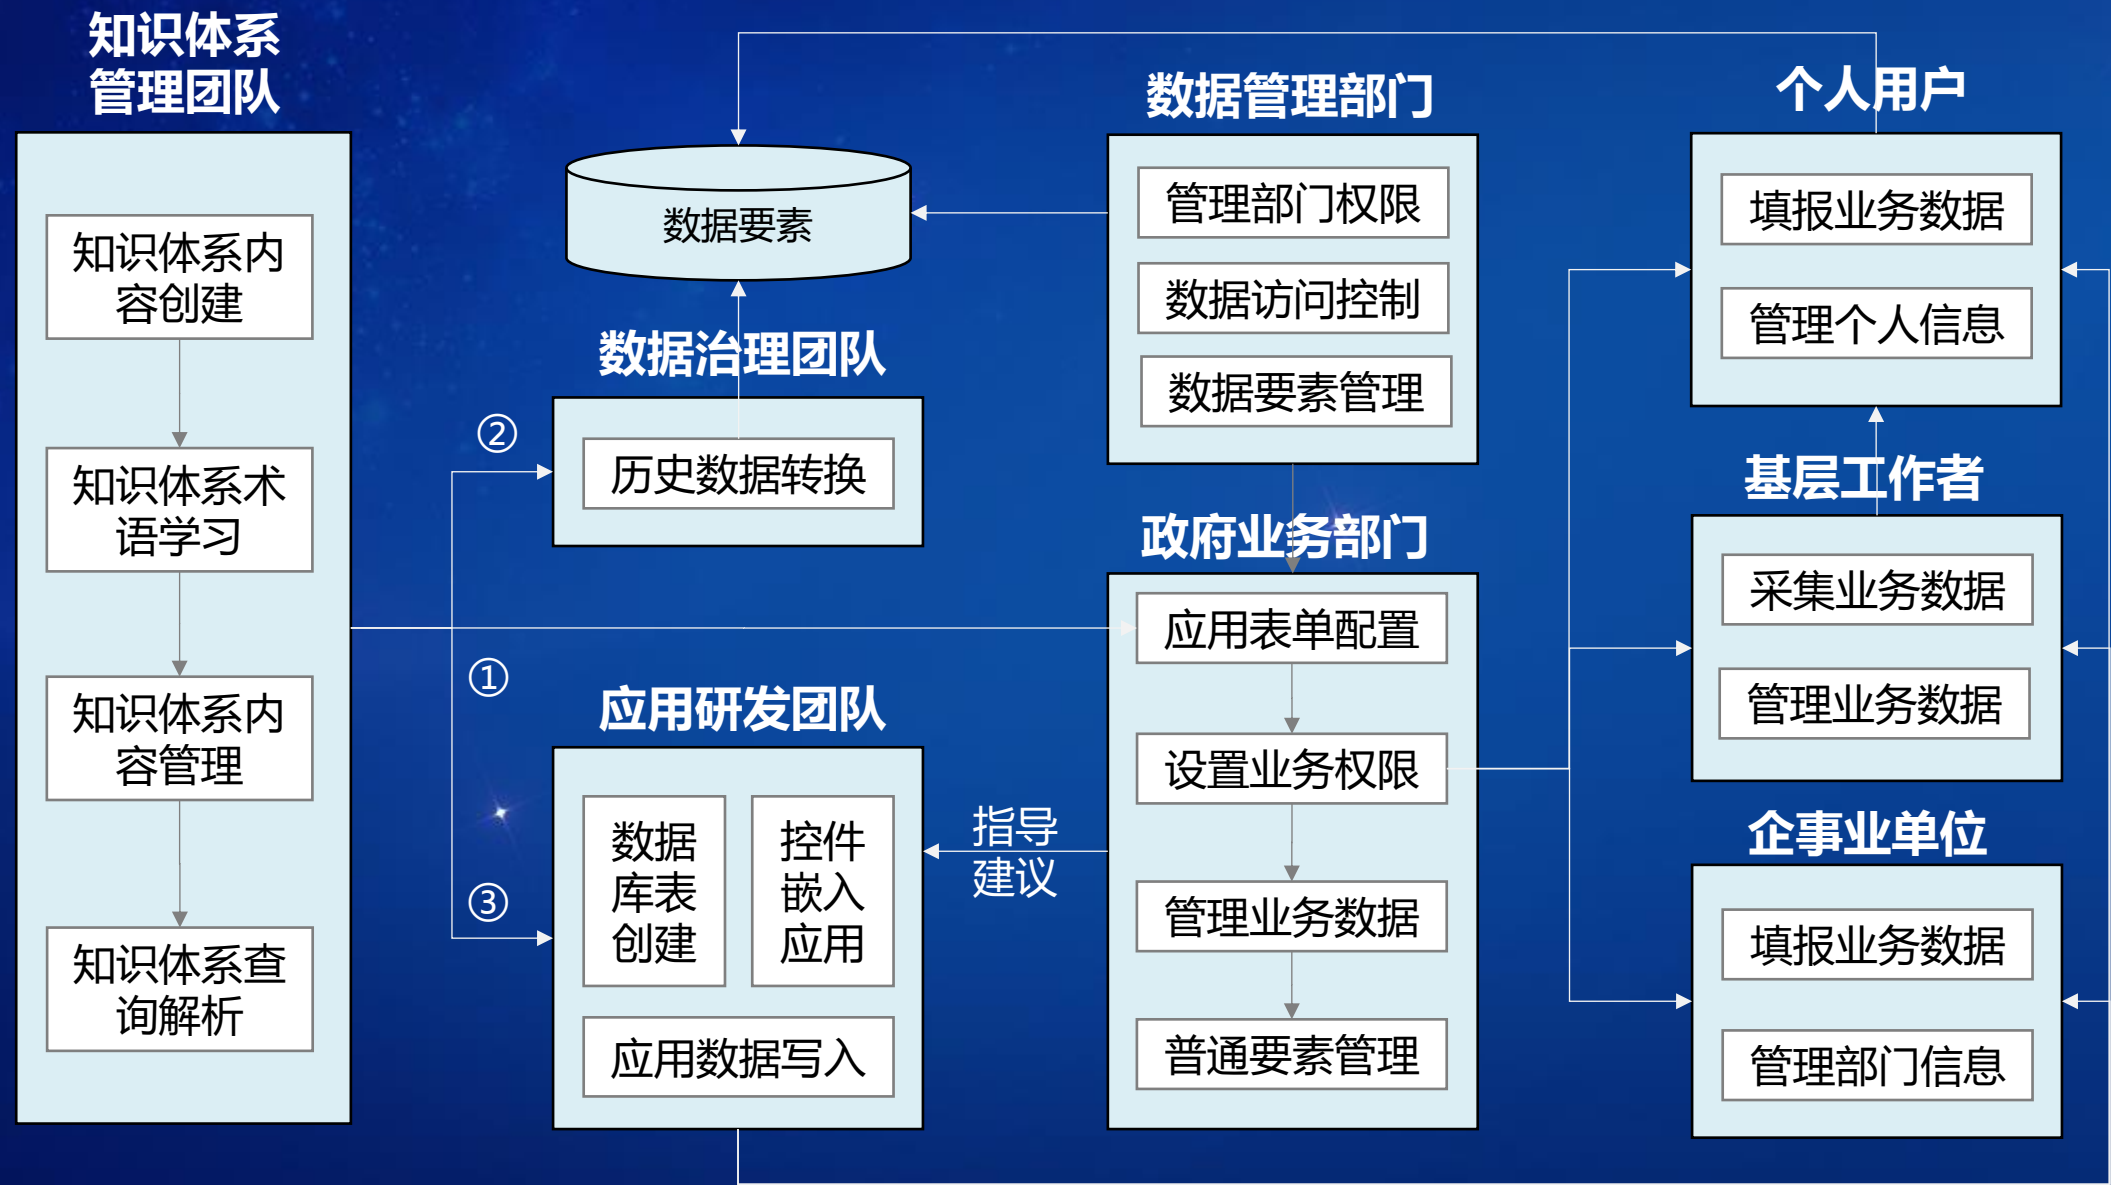 知识体系
管理团队
知识体系内
容创建
知识体系术
语学习
知识体系内
容管理
知识体系查
询解析
数据要素
数据治理团队
②
历史数据转换
①
应用研发团队
③
数据
库表
创建
控件
嵌入
应用
应用数据写入
指导
建议
数据管理部门
管理部门权限
数据访问控制
数据要素管理
政府业务部门
应用表单配置
设置业务权限
管理业务数据
普通要素管理
个人用户
填报业务数据
管理个人信息
基层工作者
采集业务数据
管理业务数据
企事业单位
填报业务数据
管理部门信息